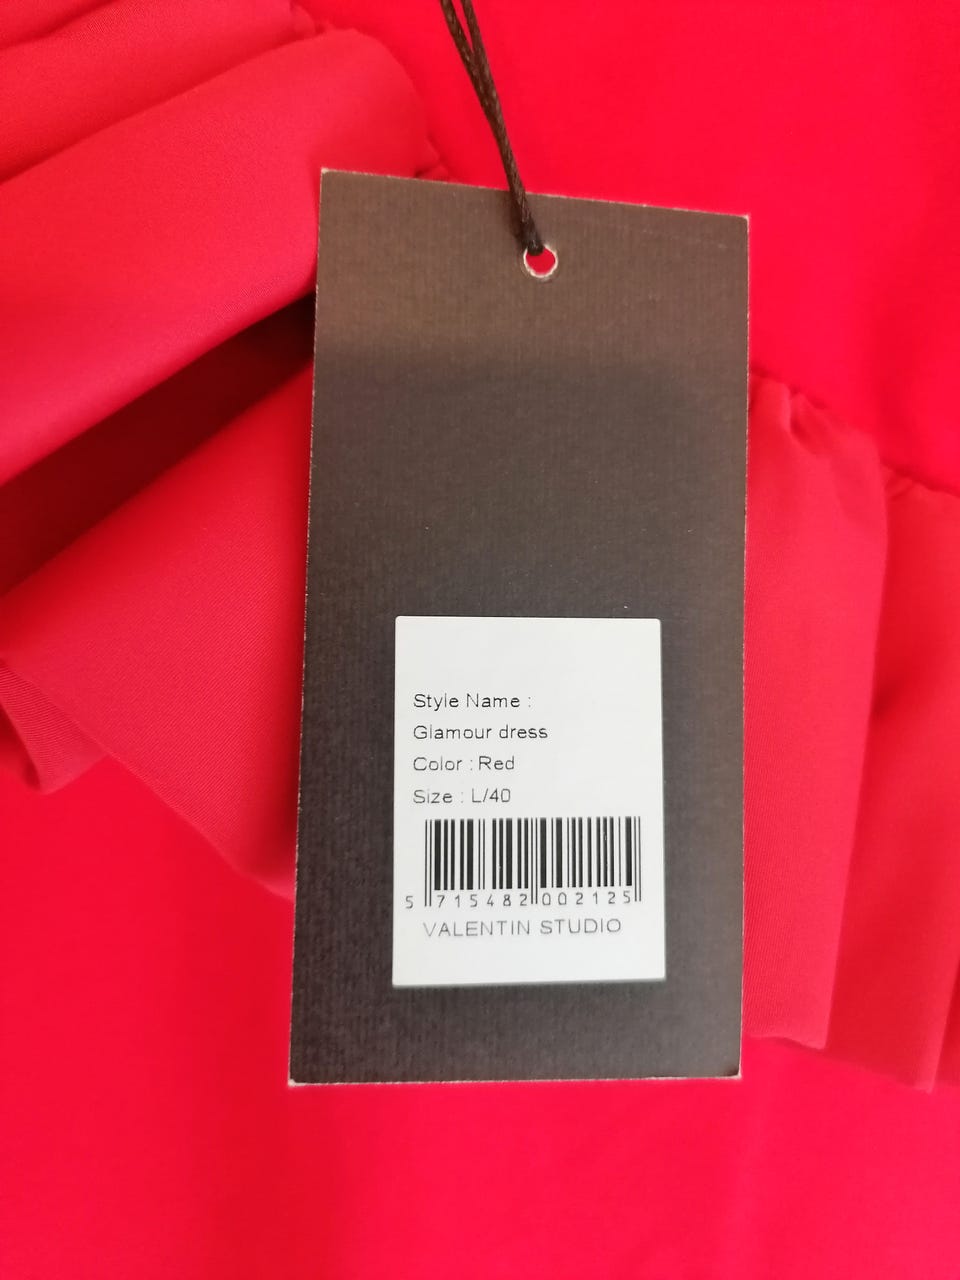 Style Name :
Glamour dress
Color : Red
Size : L/40
5 715482 002125
VALENTIN STUDIO